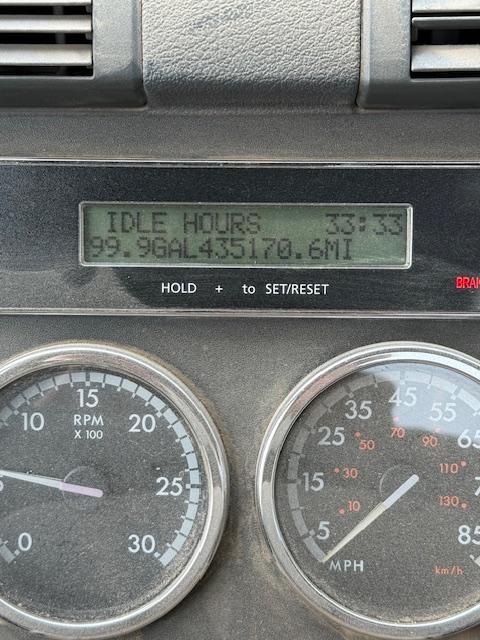 IDLE HOURS 33:33
99.9GAL435170.6MI
HOLD + to SET/RESET
BRAK
15
10 RPM 20
X 100
25
0 30
45
35 55
25 50 70 90 65
15 30 110
10 130
5 85
MPH km/h